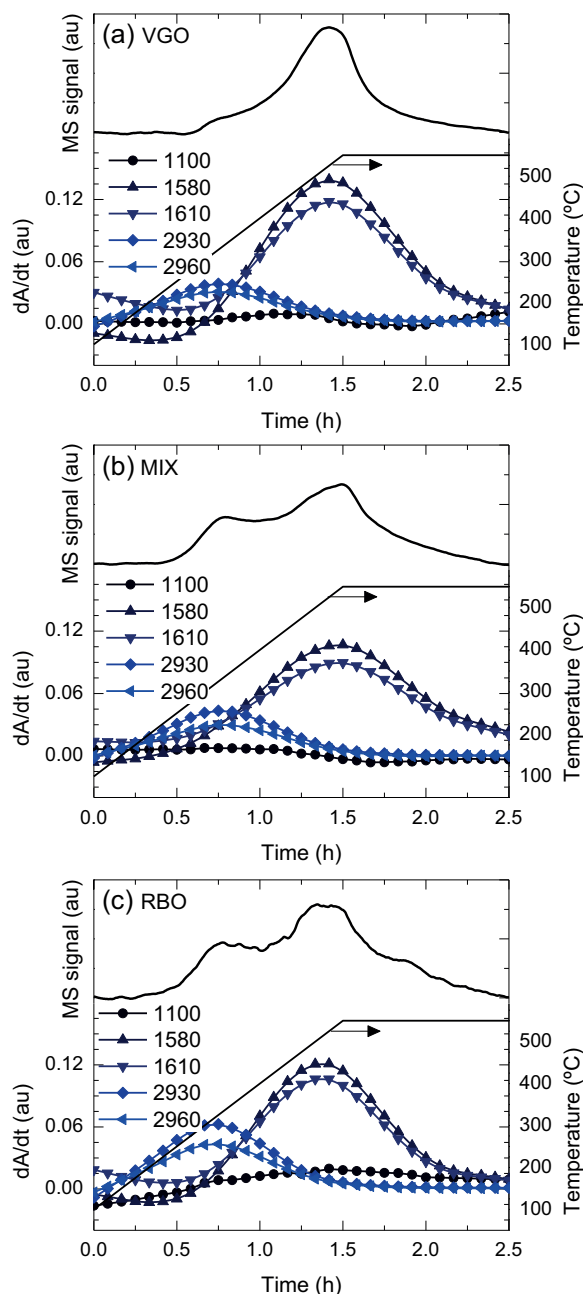 (a) VGO
MS signal (au)
1100
1580
1610
2930
2960
0.12
0.06
0.00
dA/dt (au)
500
400
300
200
100
Temperature (ºC)
0.0 0.5 1.0 1.5 2.0 2.5
Time (h)
(b) MIX
MS signal (au)
1100
1580
1610
2930
2960
0.12
0.06
0.00
dA/dt (au)
500
400
300
200
100
Temperature (ºC)
0.0 0.5 1.0 1.5 2.0 2.5
Time (h)
(c) RBO
MS signal (au)
1100
1580
1610
2930
2960
0.12
0.06
0.00
dA/dt (au)
500
400
300
200
100
Temperature (ºC)
0.0 0.5 1.0 1.5 2.0 2.5
Time (h)